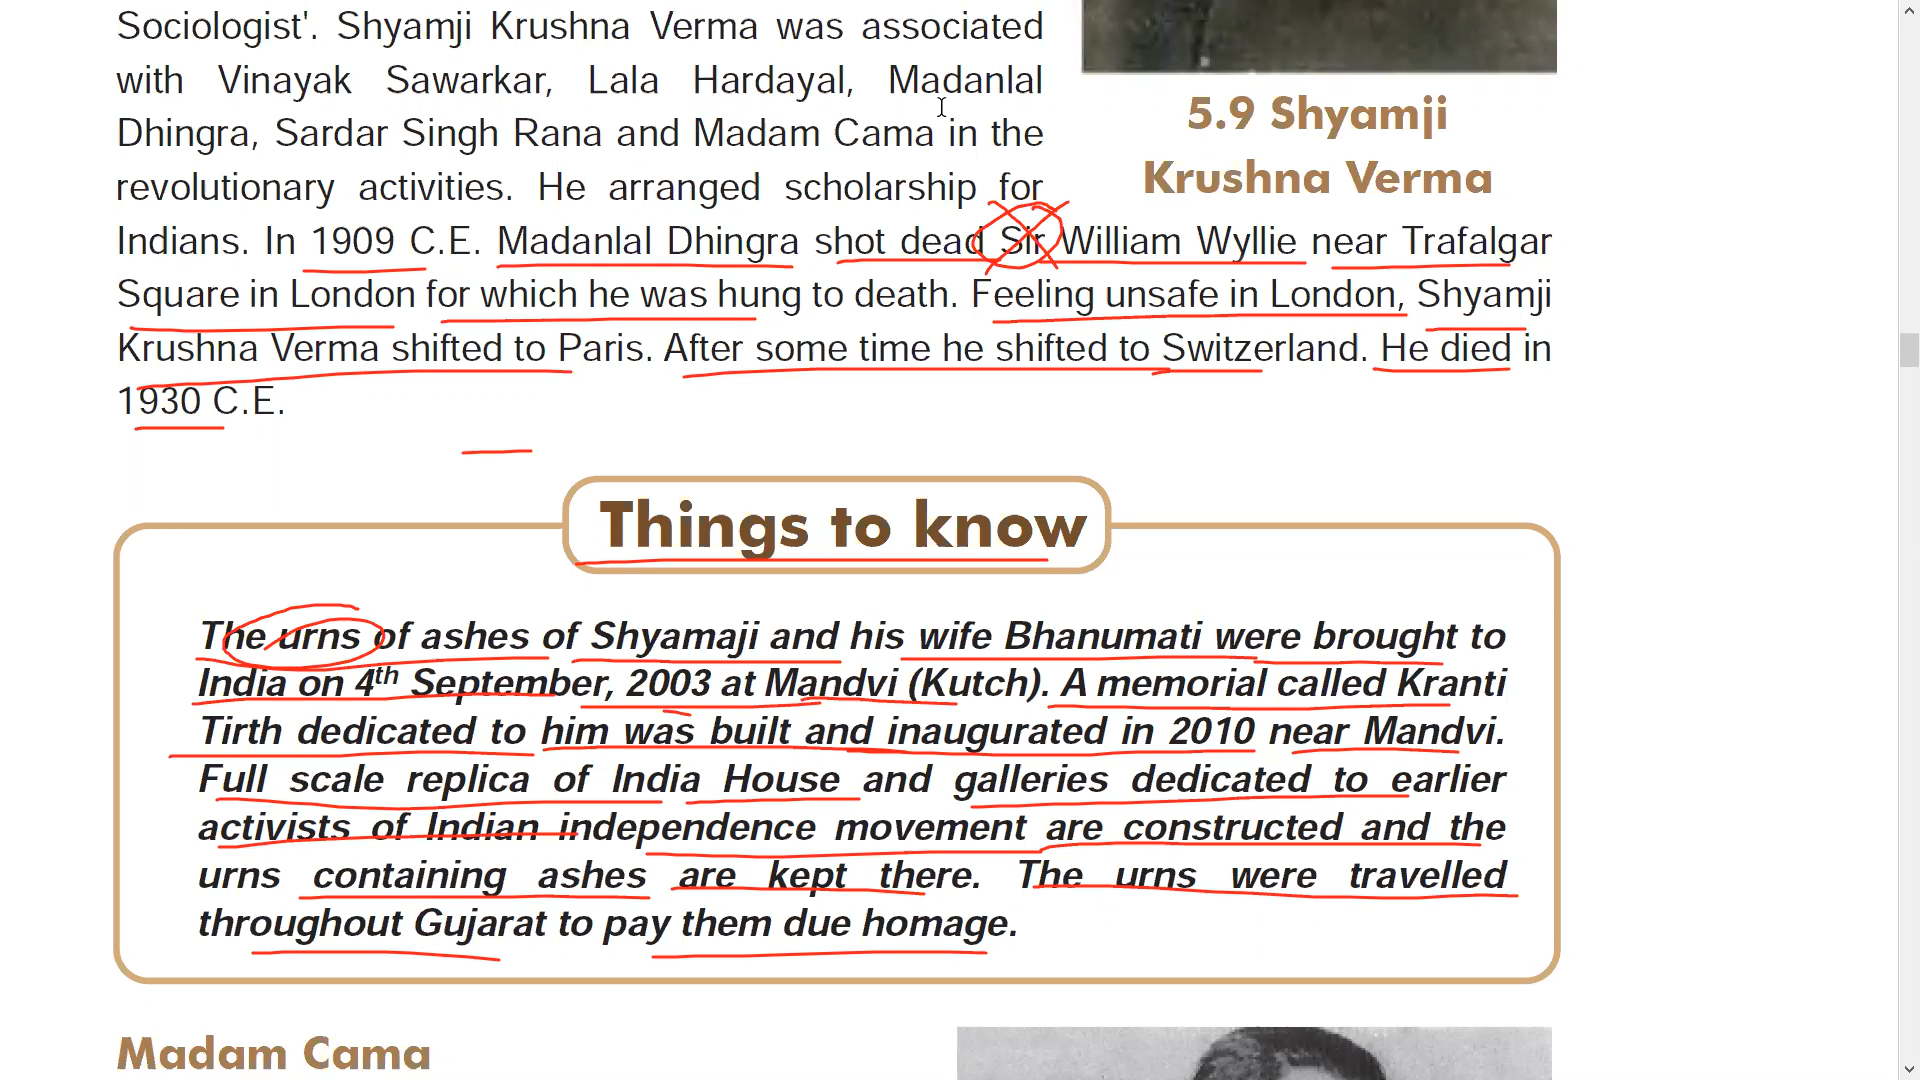 Sociologist'. Shyamji Krushna Verma was associated
with Vinayak Sawarkar, Lala Hardayal, Madanlal
Dhingra, Sardar Singh Rana and Madam Cama in the
revolutionary activities. He arranged scholarship for
Indians. In 1909 C.E. Madanlal Dhingra shot dead Sir William Wyllie near Trafalgar
Square in London for which he was hung to death. Feeling unsafe in London, Shyamji
Krushna Verma shifted to Paris. After some time he shifted to Switzerland. He died in
1930 C.E.
5.9 Shyamji
Krushna Verma
Things to know
The urns of ashes of Shyamaji and his wife Bhanumati were brought to
India on 4th September, 2003 at Mandvi (Kutch). A memorial called Kranti
Tirth dedicated to him was built and inaugurated in 2010 near Mandvi.
Full scale replica of India House and galleries dedicated to earlier
activists of Indian independence movement are constructed and the
urns containing ashes are kept there. The urns were travelled
throughout Gujarat to pay them due homage.
Madam Cama